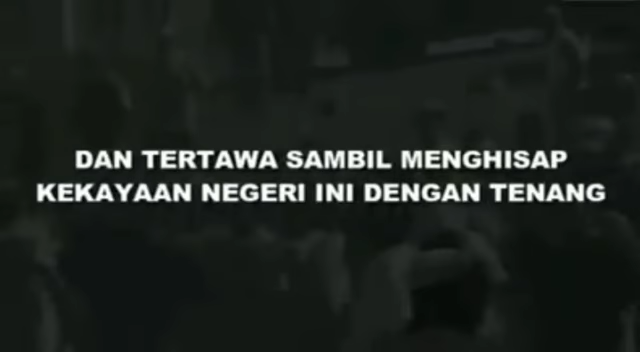 DAN TERTAWA SAMBIL MENGHISAP
KEKAYAAN NEGERI INI DENGAN TENANG